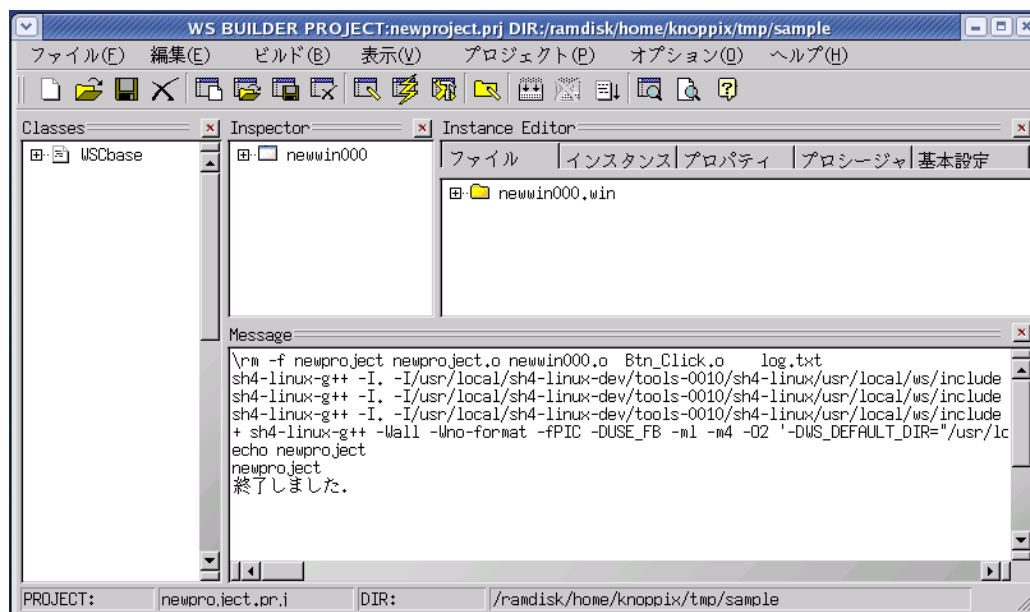 WS BUILDER PROJECT:newproject.prj DIR:/ramdisk/home/knoppix/tmp/sample
ファイル(F) 編集(E) ビルド(B) 表示(V) プロジェクト(P) オプション(O) ヘルプ(H)
Classes Inspector Instance Editor
WSCbase
newwin000
ファイル インスタンス プロパティ プロシージャ 基本設定
newwin000.win
Message
\rm -f newproject newproject.o newwin000.o Btn_Click.o log.txt
sh4-linux-g++ -I. -I/usr/local/sh4-linux-dev/tools-0010/sh4-linux/usr/local/ws/include
sh4-linux-g++ -I. -I/usr/local/sh4-linux-dev/tools-0010/sh4-linux/usr/local/ws/include
sh4-linux-g++ -I. -I/usr/local/sh4-linux-dev/tools-0010/sh4-linux/usr/local/ws/include
+ sh4-linux-g++ -Wall -Wno-format -fPIC -DUSE_FB -ml -m4 -O2 '-DWS_DEFAULT_DIR="/usr/lc
echo newproject
newproject
終了しました.
PROJECT: newproject.prj DIR: /ramdisk/home/knoppix/tmp/sample